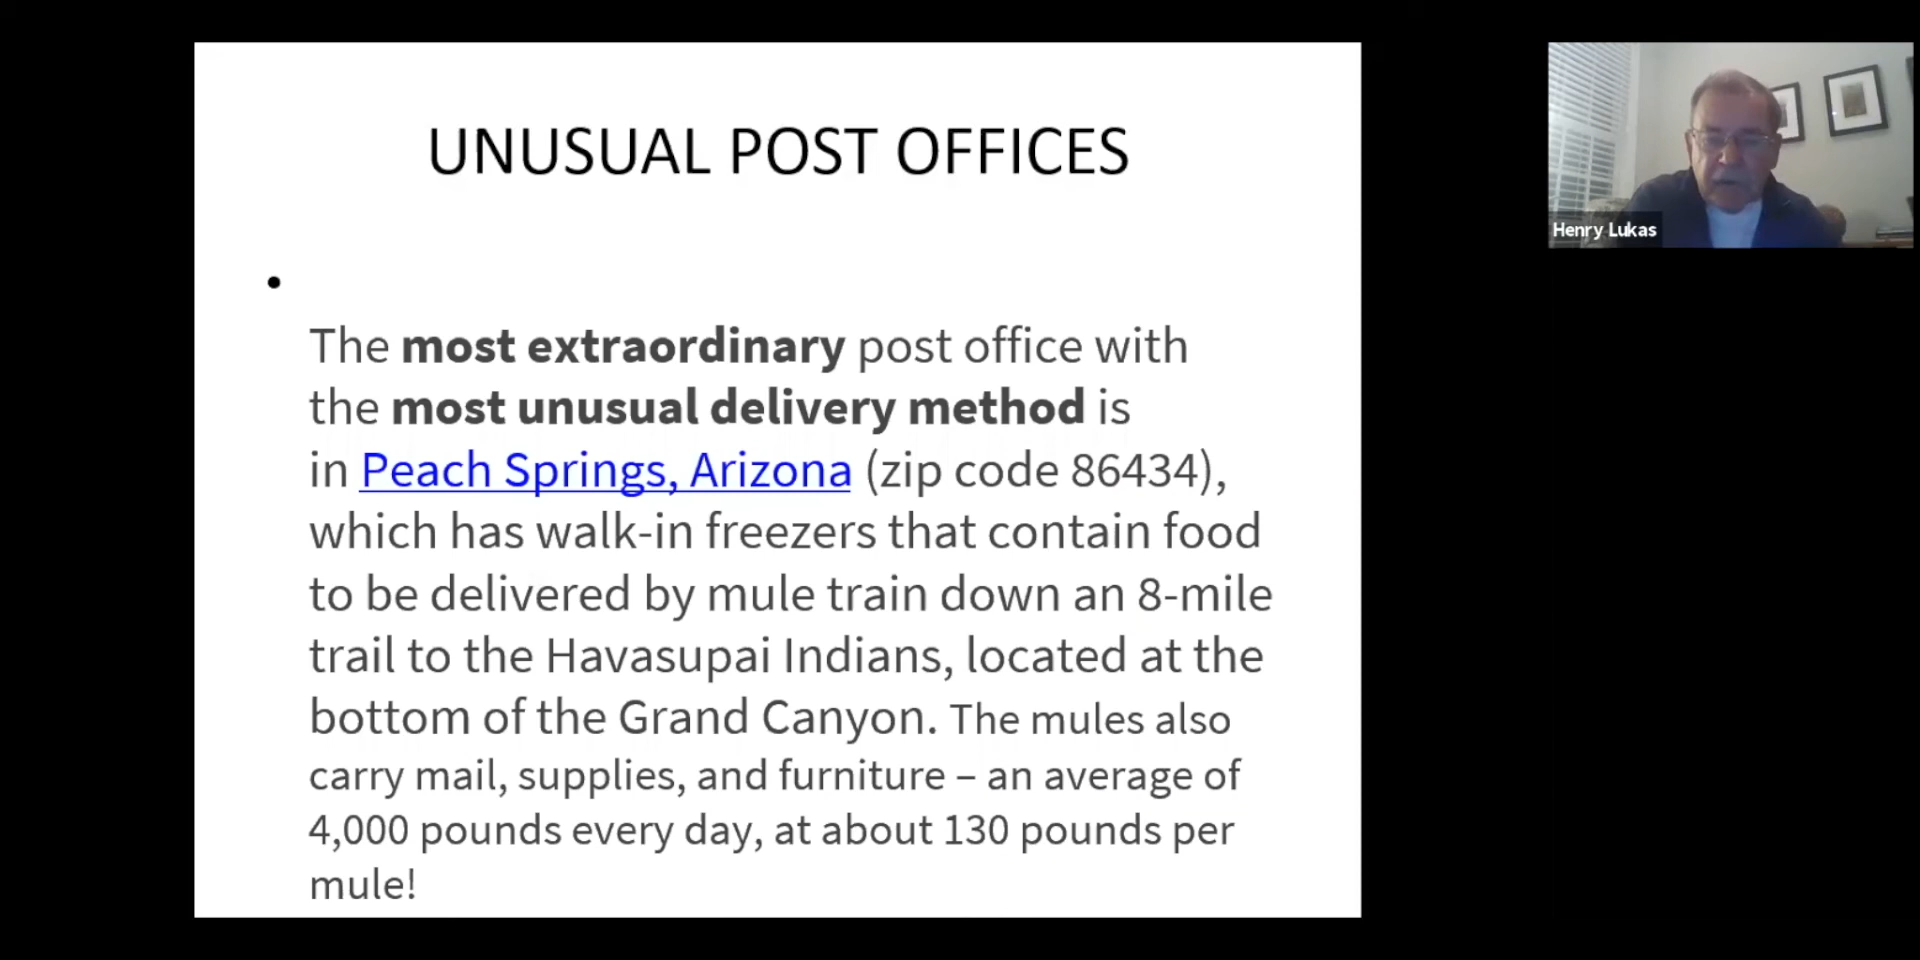 UNUSUAL POST OFFICES
•
The most extraordinary post office with
the most unusual delivery method is
in Peach Springs, Arizona (zip code 86434),
which has walk-in freezers that contain food
to be delivered by mule train down an 8-mile
trail to the Havasupai Indians, located at the
bottom of the Grand Canyon. The mules also
carry mail, supplies, and furniture – an average of
4,000 pounds every day, at about 130 pounds per
mule!
Henry Lukas